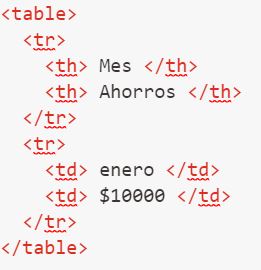 <table>
<tr>
<th> Mes </th>
<th> Ahorros </th>
</tr>
<tr>
<td> enero </td>
<td> $10000 </td>
</tr>
</table>